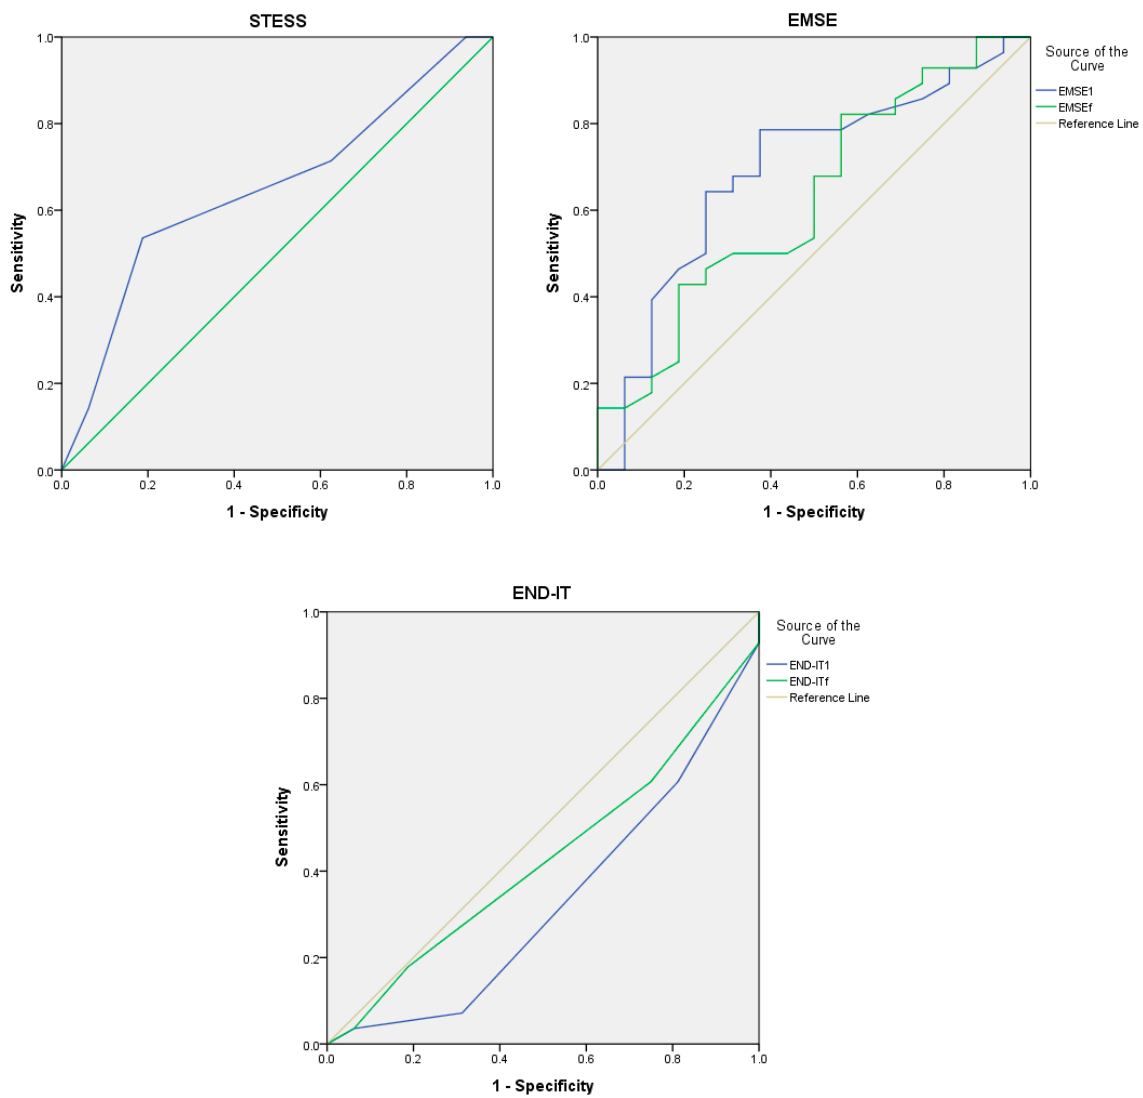 STESS
Sensitivity
1.0
0.8
0.6
0.4
0.2
0.0
0.0 0.2 0.4 0.6 0.8 1.0
1 - Specificity
EMSE
Sensitivity
1.0
0.8
0.6
0.4
0.2
0.0
0.0 0.2 0.4 0.6 0.8 1.0
1 - Specificity
Source of the
Curve
EMSE1
EMSEf
Reference Line
END-IT
Sensitivity
1.0
0.8
0.6
0.4
0.2
0.0
0.0 0.2 0.4 0.6 0.8 1.0
1 - Specificity
Source of the
Curve
END-IT1
END-ITf
Reference Line